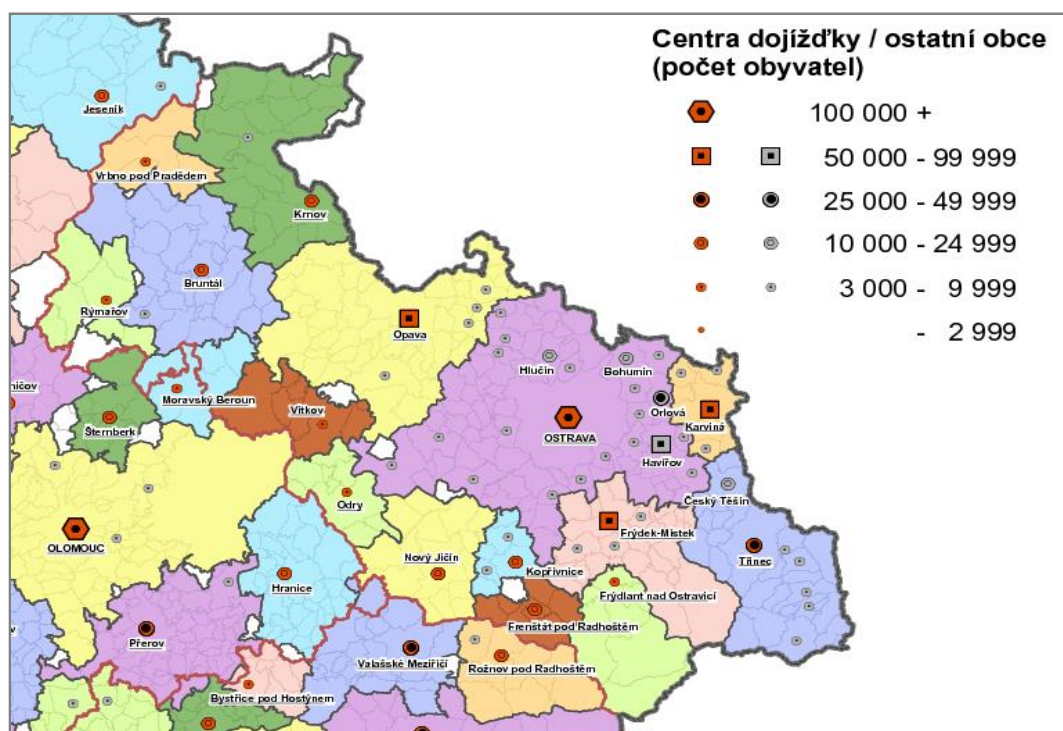 Centra dojížďky / ostatní obce
(počet obyvatel)
100 000 +
50 000 - 99 999
25 000 - 49 999
10 000 - 24 999
3 000 - 9 999
- 2 999
Jeseník
Vrbno pod Pradědem
Krnov
Bruntál
Rýmařov
Opava
Hlučín
Bohumín
ničov
Moravský Beroun
Vítkov
Orlová
Karviná
Šternberk
OSTRAVA
Havířov
Český Těšín
Odry
OLOMOUC
Frýdek-Místek
Nový Jičín
Třinec
Kopřivnice
Hranice
Frýdlant nad Ostravicí
Frenštát pod Radhoštěm
ov
Přerov
Valašské Meziříčí
Rožnov pod Radhoštěm
Bystřice pod Hostýnem